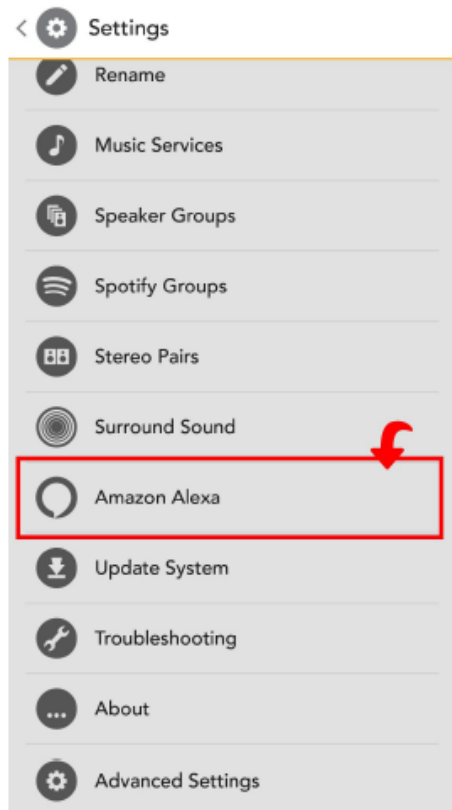 Settings
Rename
Music Services
Speaker Groups
Spotify Groups
Stereo Pairs
Surround Sound
Amazon Alexa
Update System
Troubleshooting
About
Advanced Settings